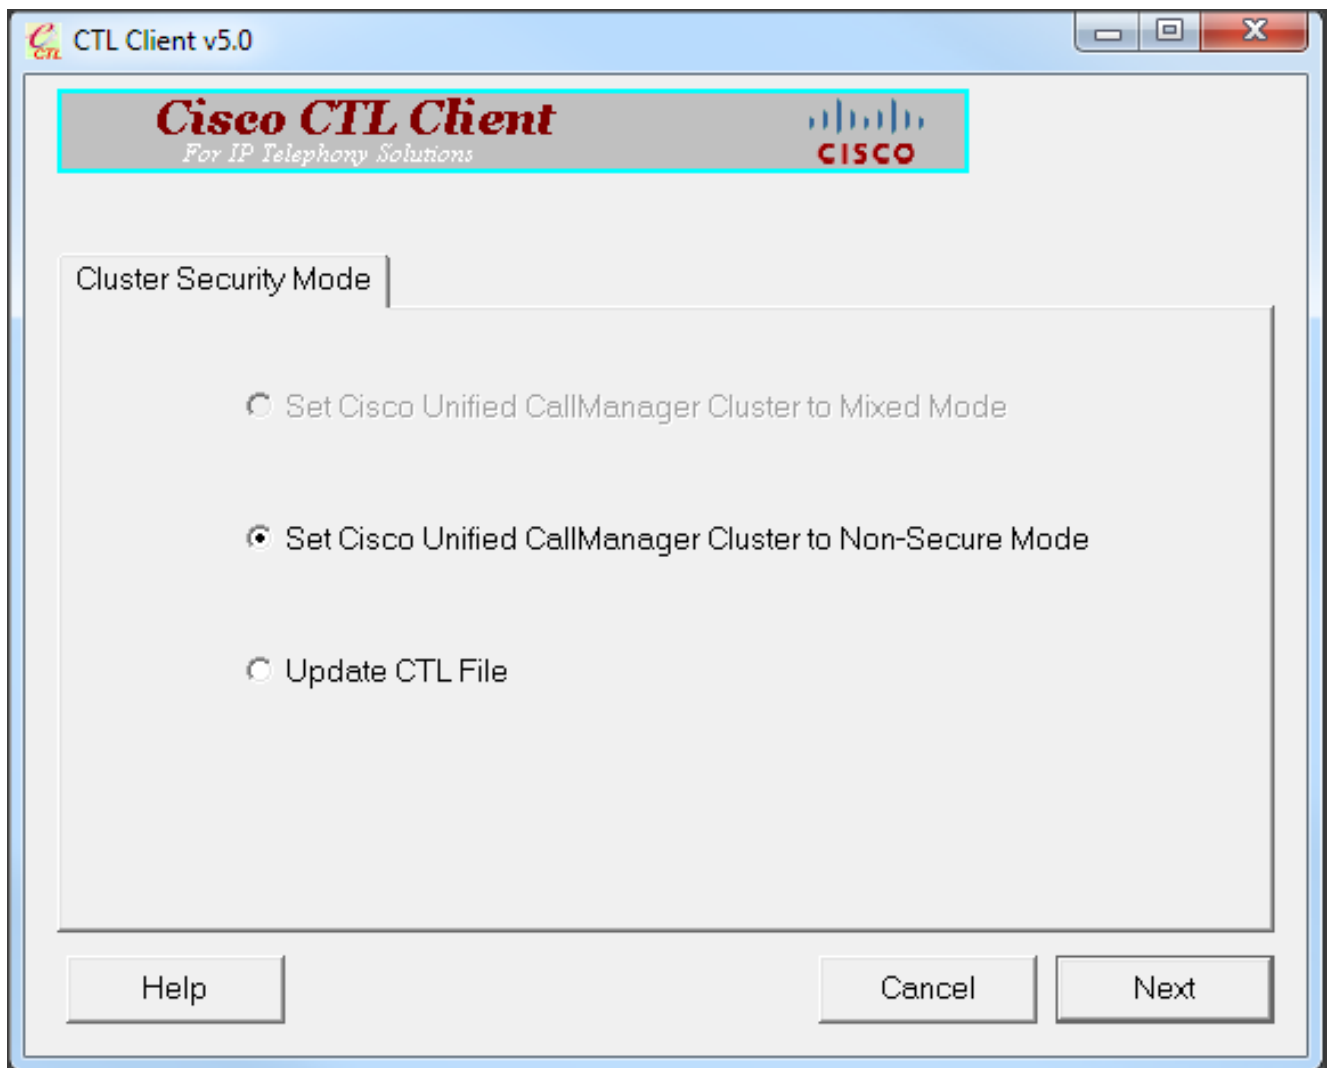 CTL Client v5.0
Cisco CTL Client
For IP Telephony Solutions
CISCO
Cluster Security Mode
Set Cisco Unified CallManager Cluster to Mixed Mode
Set Cisco Unified CallManager Cluster to Non-Secure Mode
Update CTL File
Help
Cancel
Next